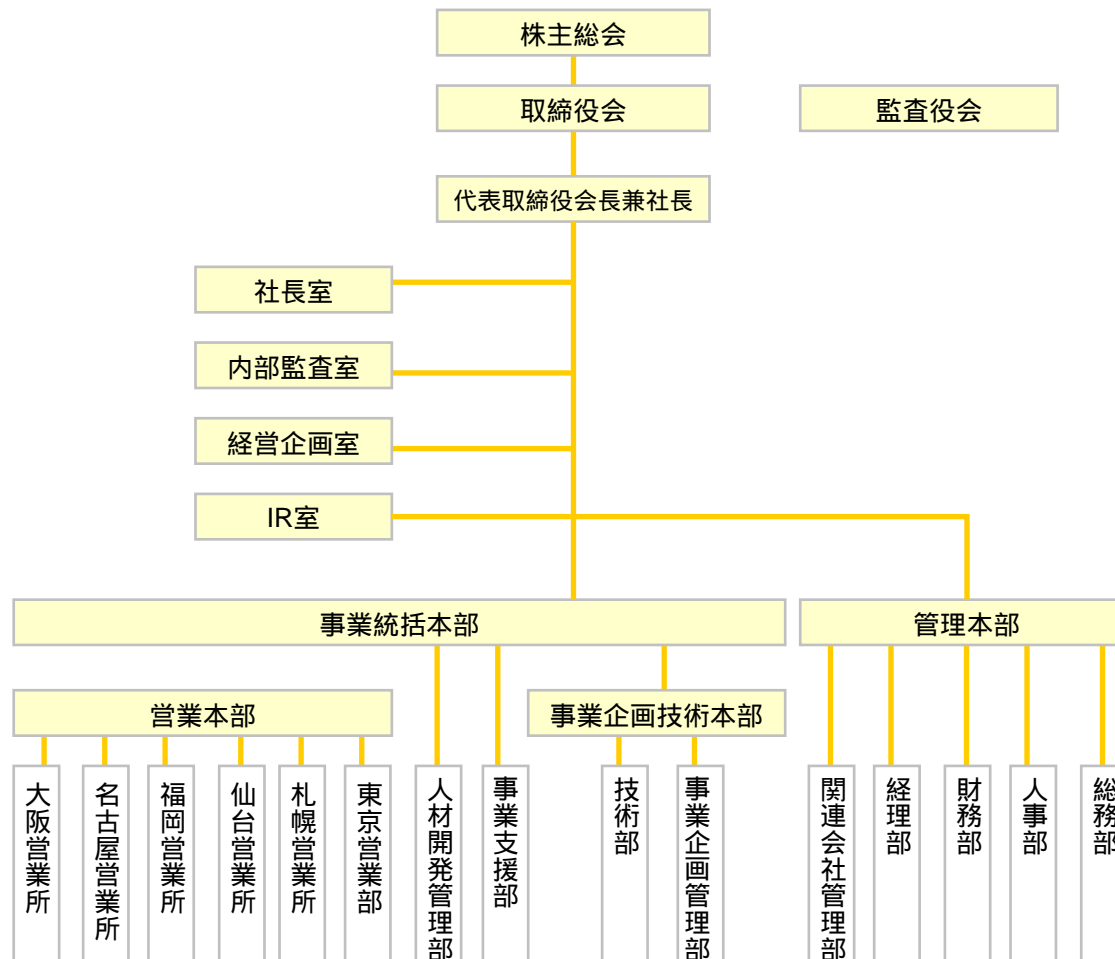 株主総会
取締役会
監査役会
代表取締役会長兼社長
社長室
内部監査室
経営企画室
IR室
事業統括本部
管理本部
営業本部
事業企画技術本部
大阪営業所
名古屋営業所
福岡営業所
仙台営業所
札幌営業所
東京営業部
人材開発管理部
事業支援部
技術部
事業企画管理部
関連会社管理部
経理部
財務部
人事部
総務部